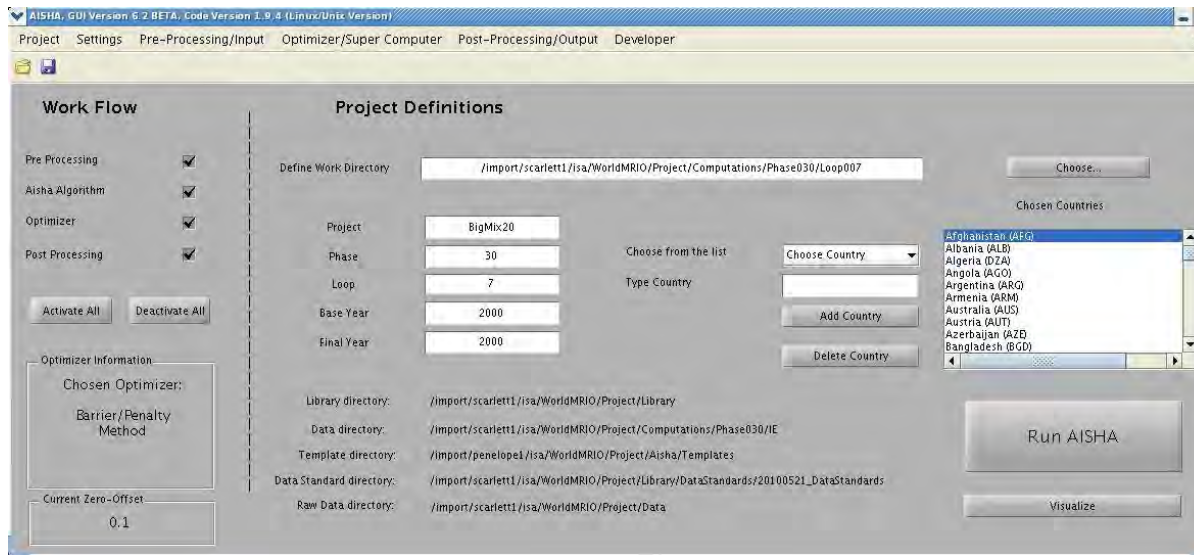 AISHA, GUI Version 6.2 BETA, Code Version 1.9.4 (Linux/Unix Version)
Project Settings Pre-Processing/Input Optimizer/Super Computer Post-Processing/Output Developer
Work Flow
Pre Processing
Aisha Algorithm
Optimizer
Post Processing
Activate All Deactivate All
Optimizer Information
Chosen Optimizer:
Barrier/Penalty
Method
Current Zero-Offset
0.1
Project Definitions
Define Work Directory /import/scarlett1/isa/WorldMRIO/Project/Computations/Phase030/Loop007 Choose...
Project BigMix20
Phase 30
Loop 7
Base Year 2000
Final Year 2000
Choose from the list Choose Country
Type Country
Add Country
Delete Country
Chosen Countries
Afghanistan (AFG)
Albania (ALB)
Algeria (DZA)
Angola (AGO)
Argentina (ARG)
Armenia (ARM)
Australia (AUS)
Austria (AUT)
Azerbaijan (AZE)
Bangladesh (BGD)
Library directory: /import/scarlett1/isa/WorldMRIO/Project/Library
Data directory: /import/scarlett1/isa/WorldMRIO/Project/Computations/Phase030/IE
Template directory: /import/penelope1/isa/WorldMRIO/Project/Aisha/Templates
Data Standard directory: /import/scarlett1/isa/WorldMRIO/Project/Library/DataStandards/20100521_DataStandards
Raw Data directory: /import/scarlett1/isa/WorldMRIO/Project/Data
Run AISHA
Visualize